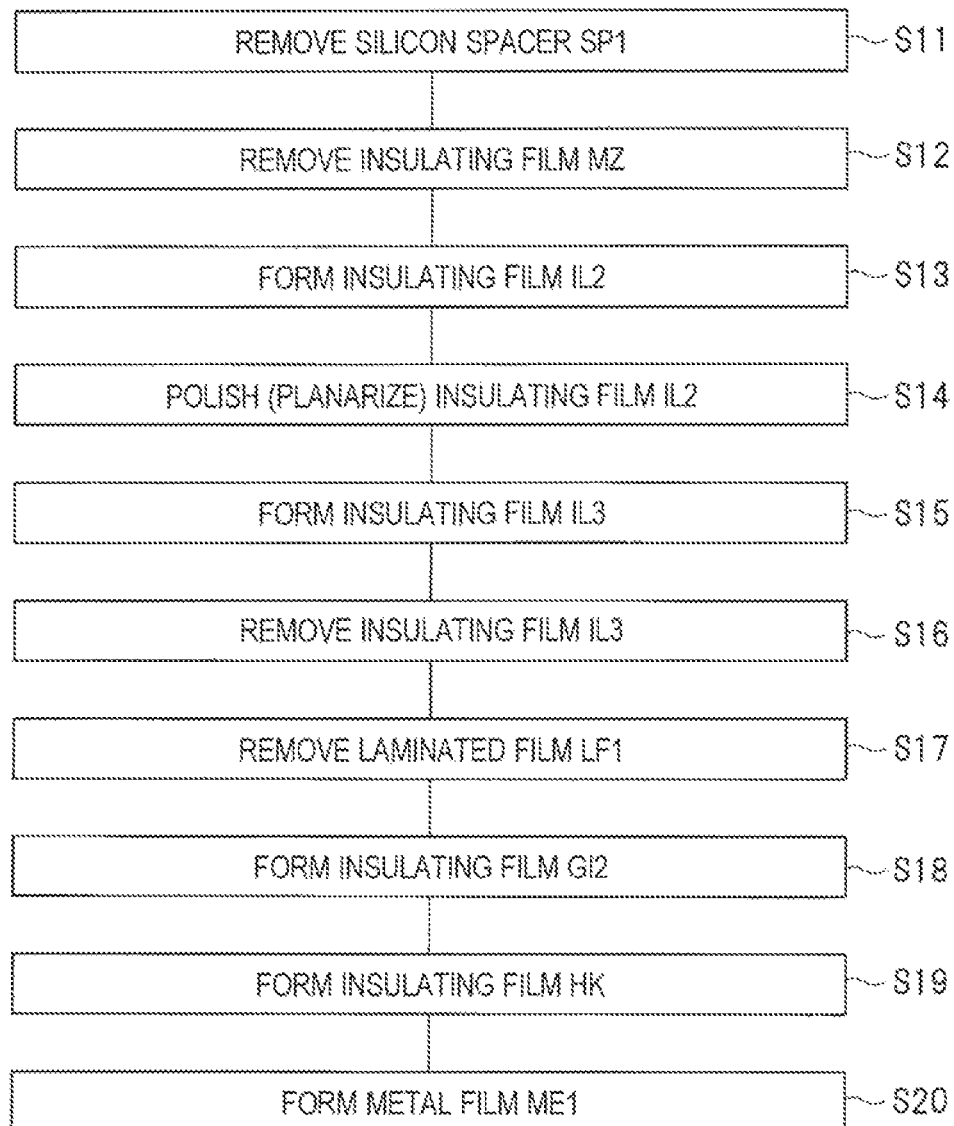 REMOVE SILICON SPACER SP1 S11
REMOVE INSULATING FILM MZ S12
FORM INSULATING FILM IL2 S13
POLISH (PLANARIZE) INSULATING FILM IL2 S14
FORM INSULATING FILM IL3 S15
REMOVE INSULATING FILM IL3 S16
REMOVE LAMINATED FILM LF1 S17
FORM INSULATING FILM GI2 S18
FORM INSULATING FILM HK S19
FORM METAL FILM ME1 S20